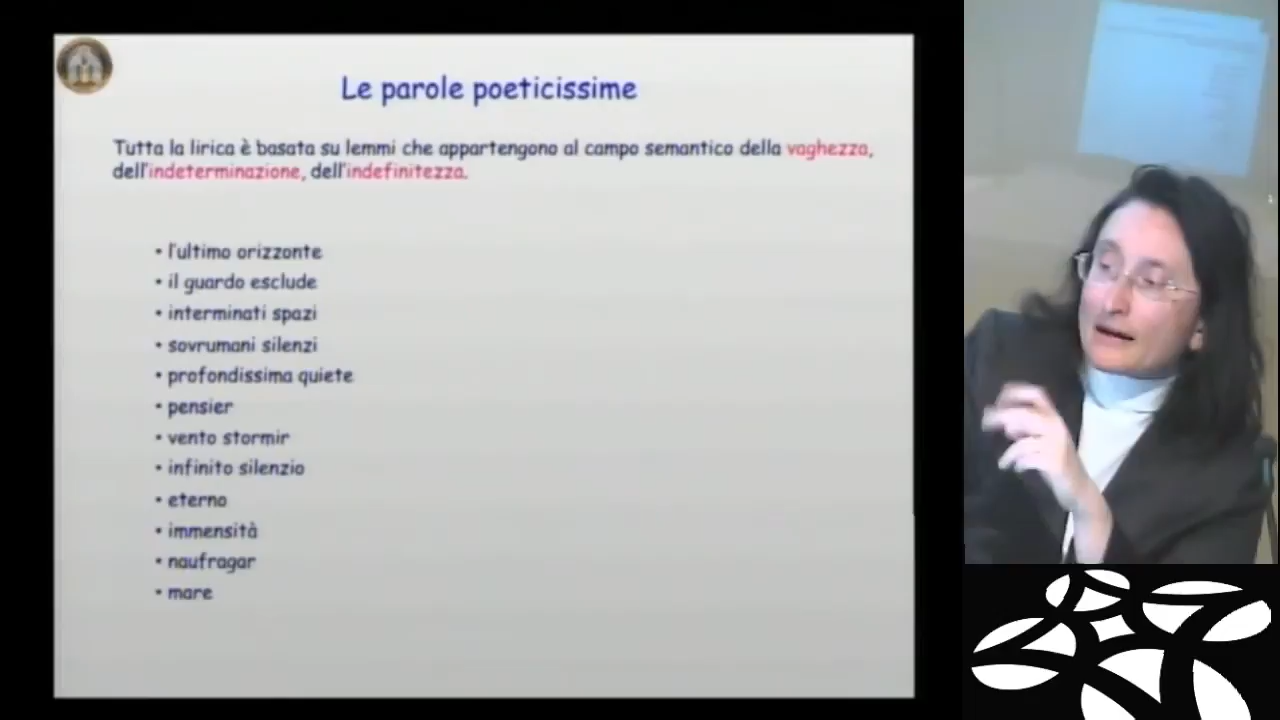 Le parole poeticissime
Tutta la lirica è basata su lemmi che appartengono al campo semantico della vaghezza,
dell'indeterminazione, dell'indefinitezza.
• l'ultimo orizzonte
• il guardo esclude
• interminati spazi
• sovrumani silenzi
• profondissima quiete
• pensier
• vento stormir
• infinito silenzio
• eterno
• immensità
• naufragar
• mare